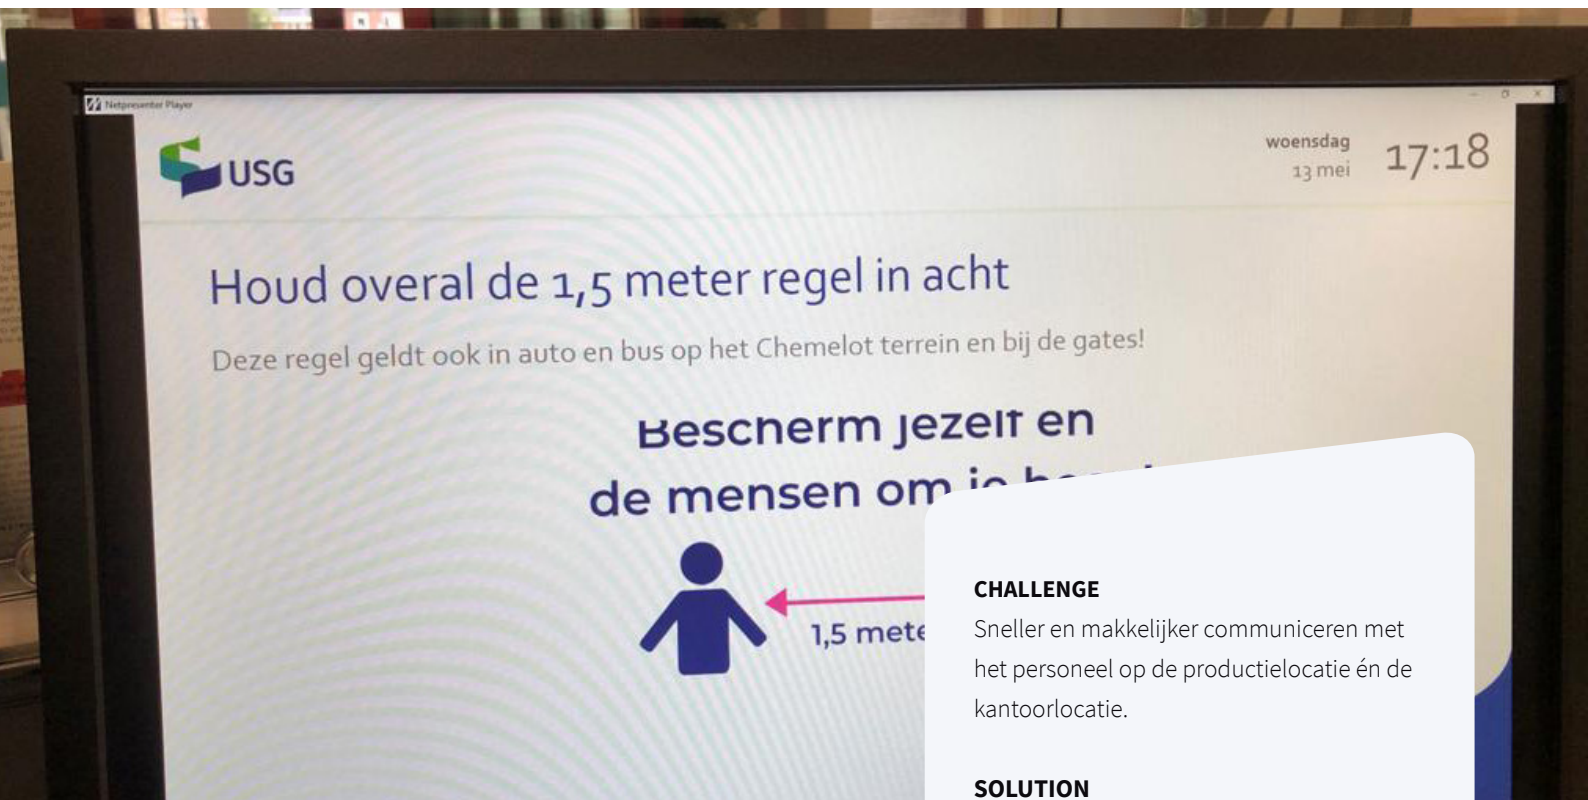 Netpresenter Player
USG
woensdag
13 mei
17:18
Houd overal de 1,5 meter regel in acht
Deze regel geldt ook in auto en bus op het Chemelot terrein en bij de gates!
Bescherm jezelf en
de mensen om je
1,5 mete
CHALLENGE
Sneller en makkelijker communiceren met
het personeel op de productielocatie én de
kantoorlocatie.
SOLUTION